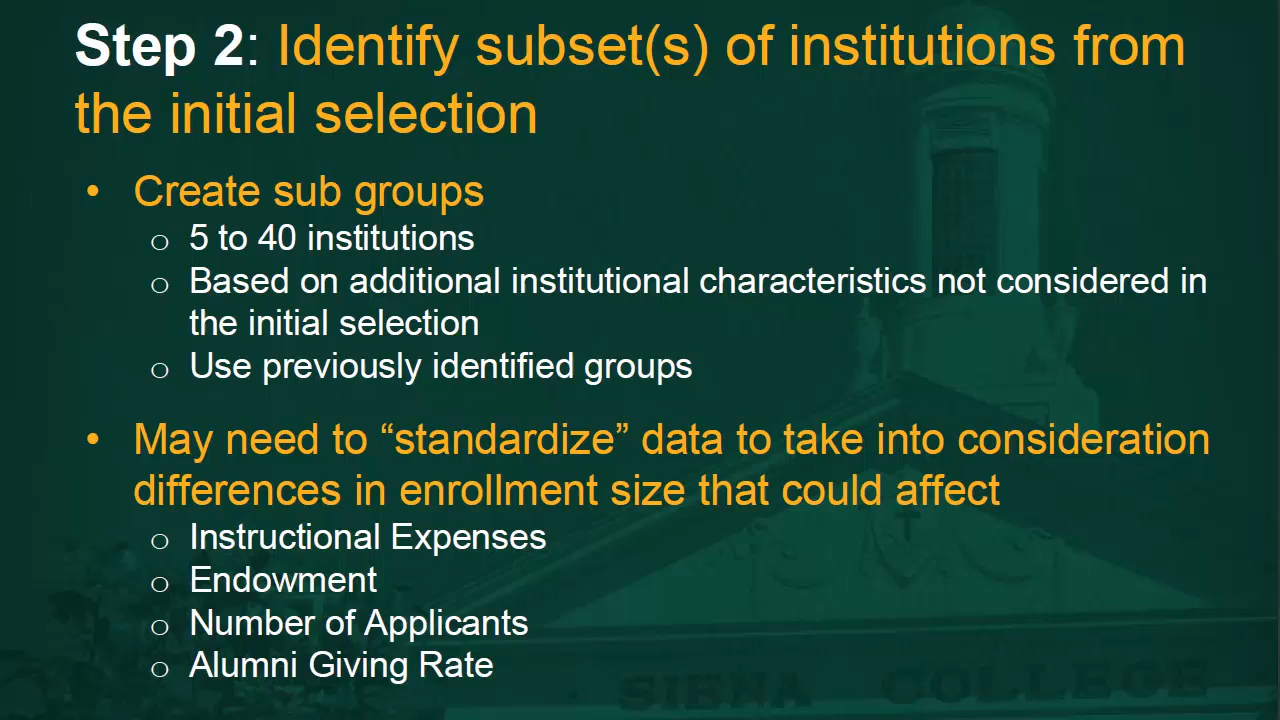 Step 2: Identify subset(s) of institutions from
the initial selection
• Create sub groups
o 5 to 40 institutions
o Based on additional institutional characteristics not considered in
the initial selection
o Use previously identified groups
• May need to “standardize” data to take into consideration
differences in enrollment size that could affect
o Instructional Expenses
o Endowment
o Number of Applicants
o Alumni Giving Rate
SIENA COLLEGE